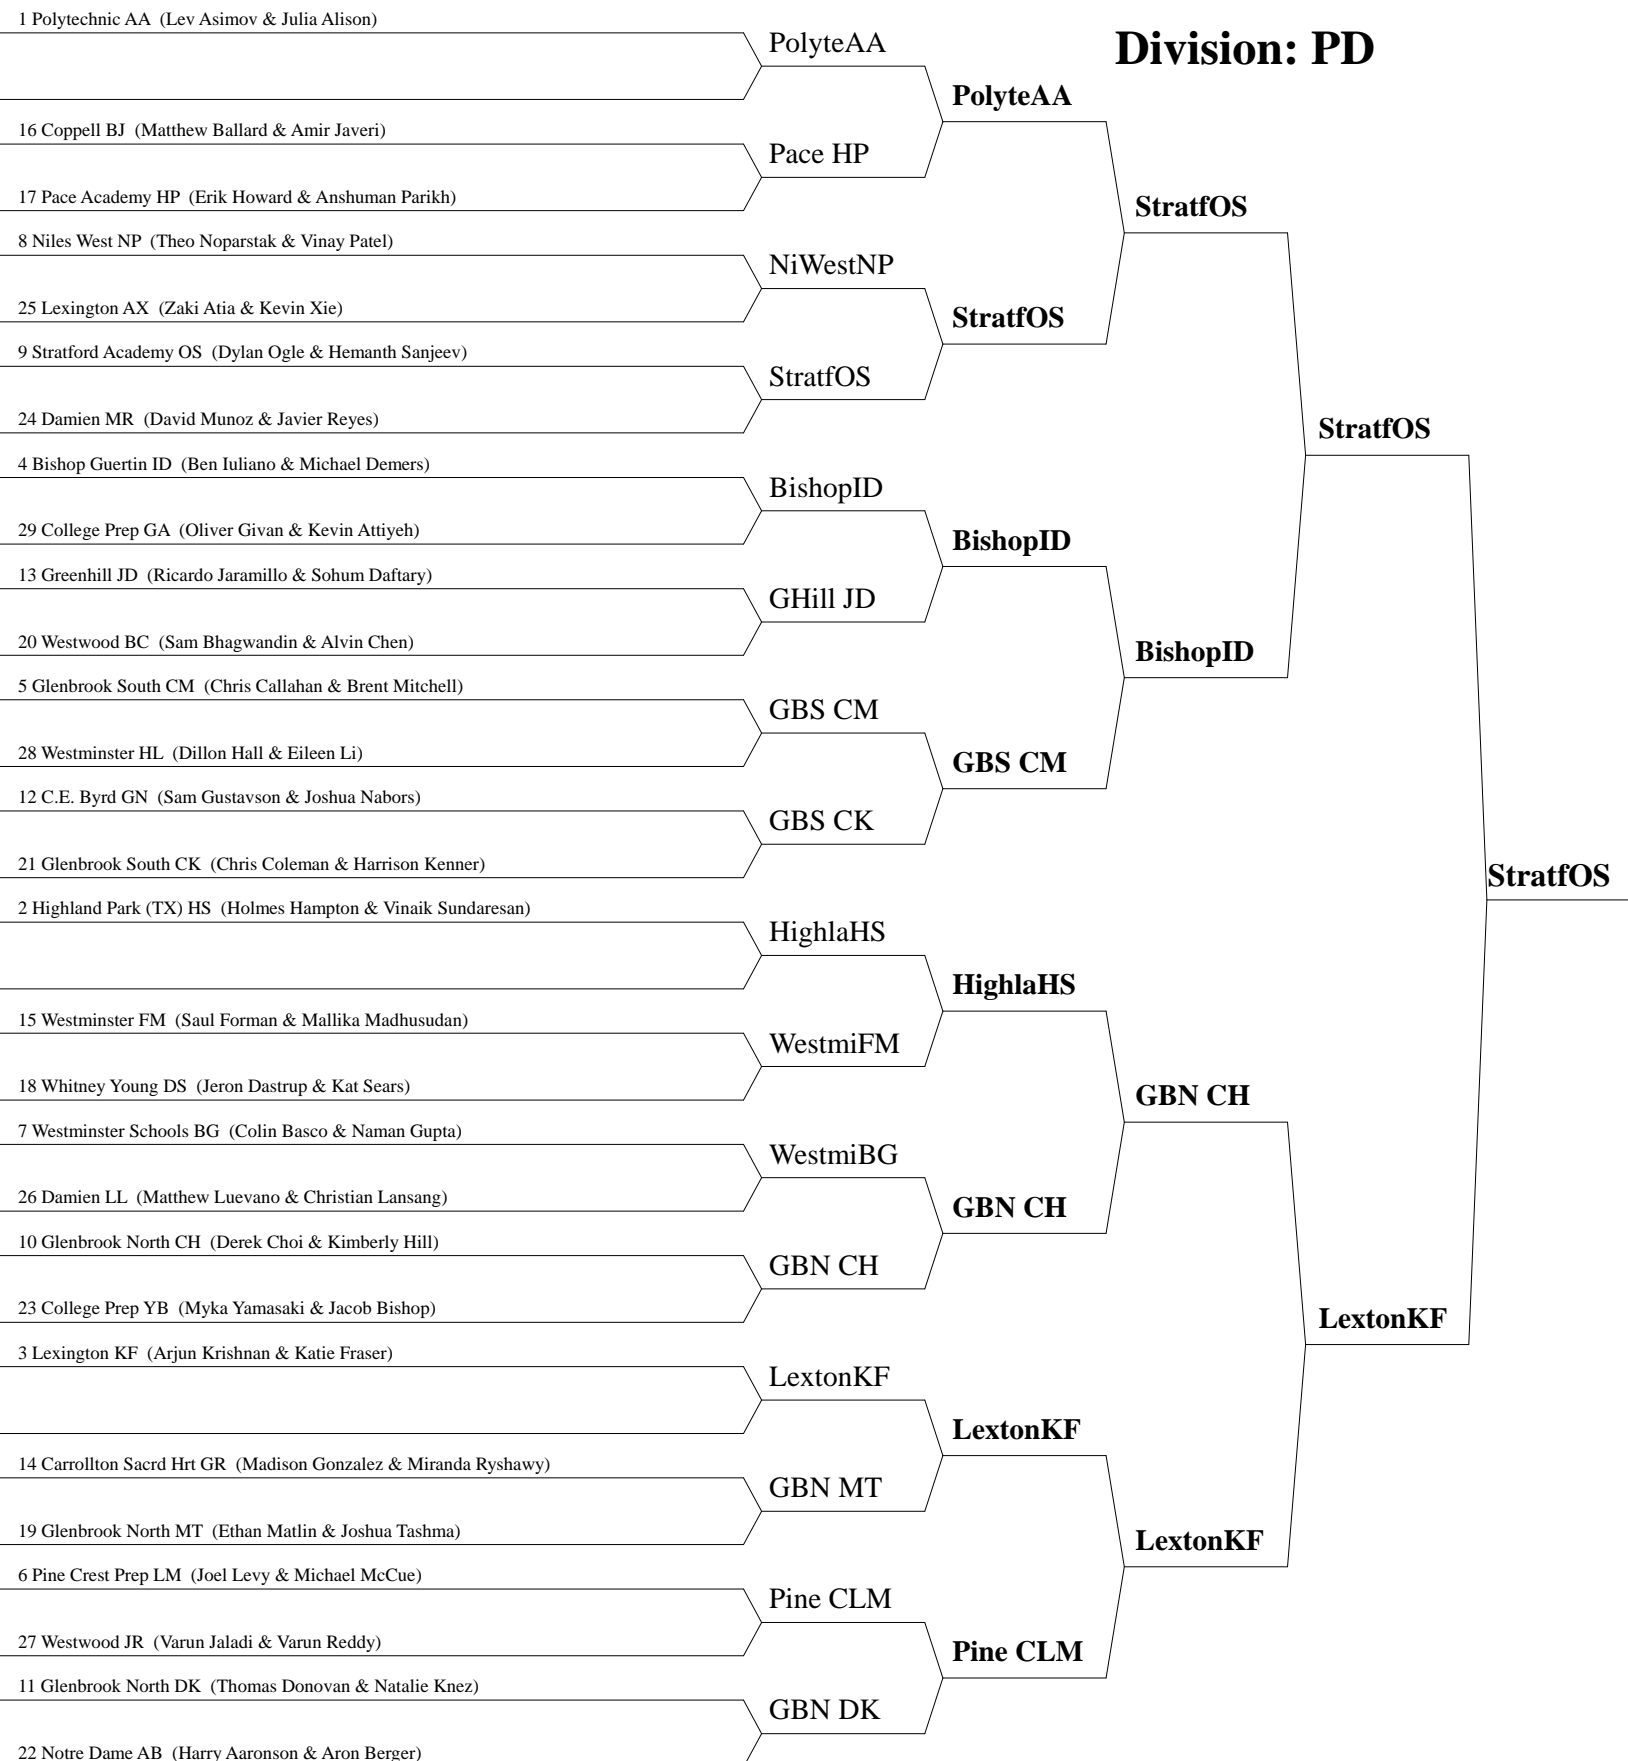 1 Polytechnic AA (Lev Asimov & Julia Alison)
PolyteAA
Division: PD
PolyteAA
16 Coppell BJ (Matthew Ballard & Amir Javeri)
Pace HP
17 Pace Academy HP (Erik Howard & Anshuman Parikh)
StratfOS
8 Niles West NP (Theo Noparstak & Vinay Patel)
NiWestNP
25 Lexington AX (Zaki Atia & Kevin Xie)
StratfOS
9 Stratford Academy OS (Dylan Ogle & Hemanth Sanjeev)
StratfOS
24 Damien MR (David Munoz & Javier Reyes)
StratfOS
4 Bishop Guertin ID (Ben Iuliano & Michael Demers)
BishopID
29 College Prep GA (Oliver Givan & Kevin Attiyeh)
BishopID
13 Greenhill JD (Ricardo Jaramillo & Sohum Daftary)
GHill JD
20 Westwood BC (Sam Bhagwandin & Alvin Chen)
BishopID
5 Glenbrook South CM (Chris Callahan & Brent Mitchell)
GBS CM
28 Westminster HL (Dillon Hall & Eileen Li)
GBS CM
12 C.E. Byrd GN (Sam Gustavson & Joshua Nabors)
GBS CK
21 Glenbrook South CK (Chris Coleman & Harrison Kenner)
StratfOS
2 Highland Park (TX) HS (Holmes Hampton & Vinaik Sundaresan)
HighlaHS
HighlaHS
15 Westminster FM (Saul Forman & Mallika Madhusudan)
WestmiFM
18 Whitney Young DS (Jeron Dastrup & Kat Sears)
GBN CH
7 Westminster Schools BG (Colin Basco & Naman Gupta)
WestmiBG
26 Damien LL (Matthew Luevano & Christian Lansang)
GBN CH
10 Glenbrook North CH (Derek Choi & Kimberly Hill)
GBN CH
23 College Prep YB (Myka Yamasaki & Jacob Bishop)
LextonKF
3 Lexington KF (Arjun Krishnan & Katie Fraser)
LextonKF
LextonKF
14 Carrollton Sacrd Hrt GR (Madison Gonzalez & Miranda Ryshawy)
GBN MT
19 Glenbrook North MT (Ethan Matlin & Joshua Tashma)
LextonKF
6 Pine Crest Prep LM (Joel Levy & Michael McCue)
Pine CLM
27 Westwood JR (Varun Jaladi & Varun Reddy)
Pine CLM
11 Glenbrook North DK (Thomas Donovan & Natalie Knez)
GBN DK
22 Notre Dame AB (Harry Aaronson & Aron Berger)